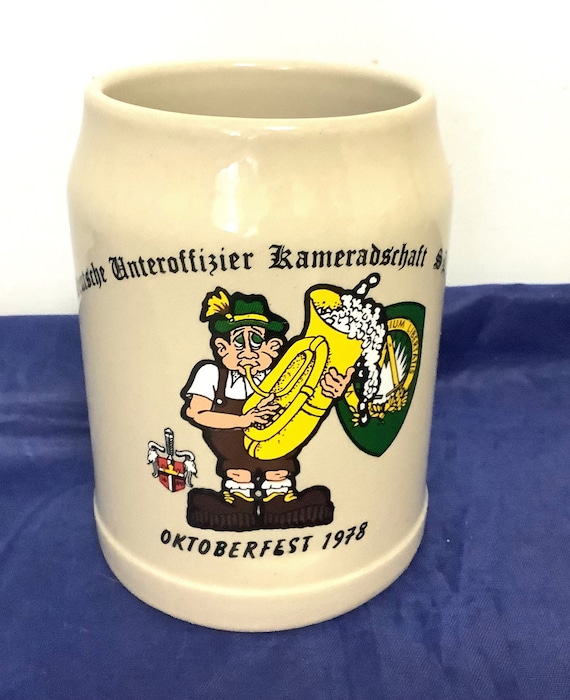 Unteroffizier Kameradschaft S
OKTOBERFEST 1978